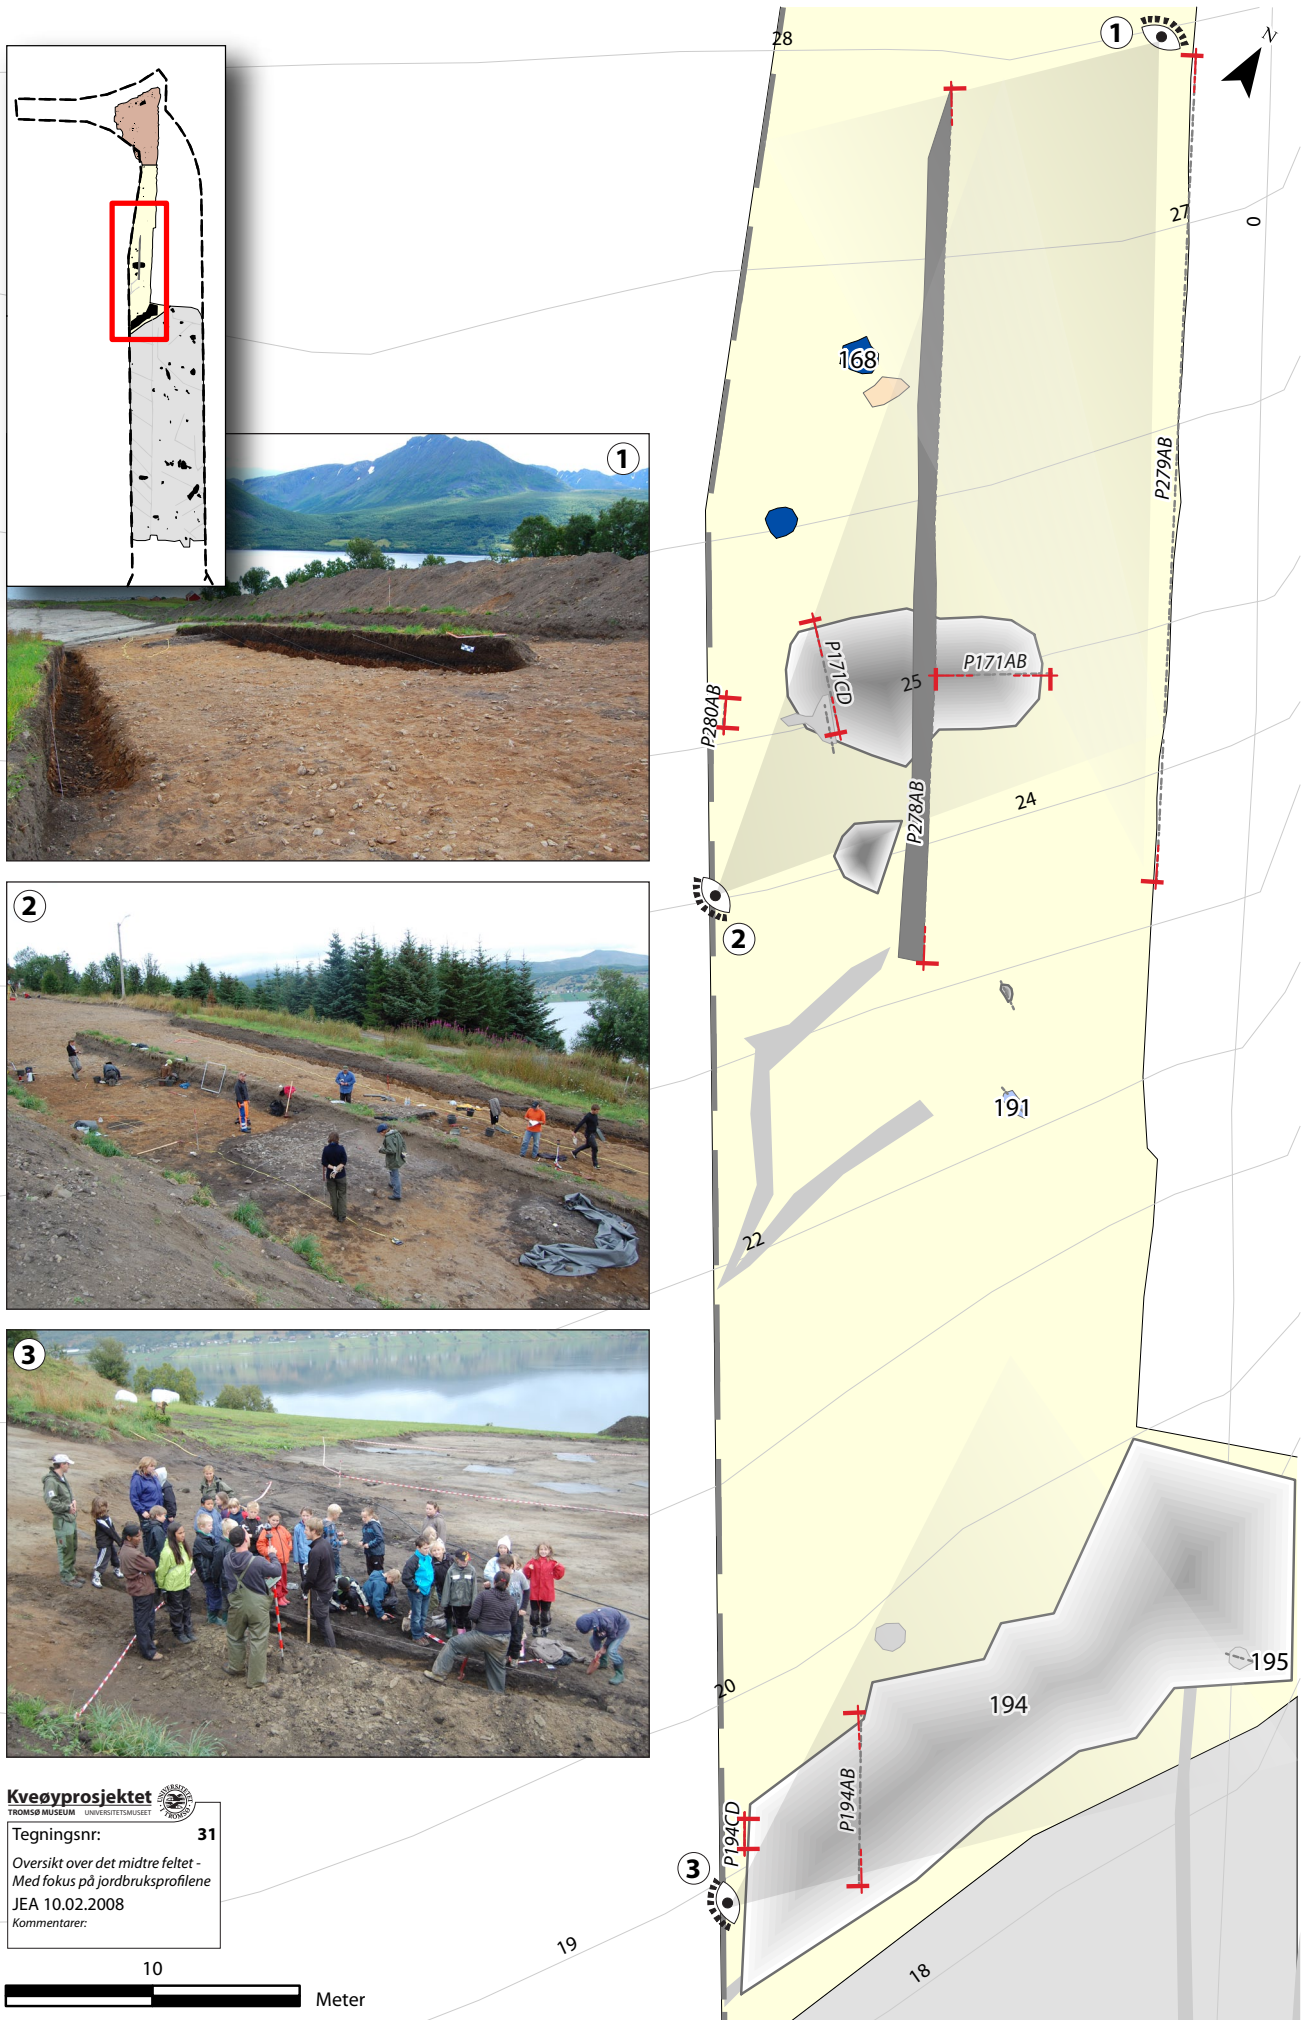 28
1
N
27
0
168
1
P279AB
P171CD
P171AB
25
P280AB
24
P278AB
2
2
191
22
3
195
20
194
P194AB
P194CD
3
Kveøyprosjektet
TROMSØ MUSEUM UNIVERSITETSMUSEET
UNIVERSITETET I TROMSØ
Tegningsnr: 31
Oversikt over det midtre feltet -
Med fokus på jordbruksprofilene
JEA 10.02.2008
Kommentarer:
19
18
10
Meter